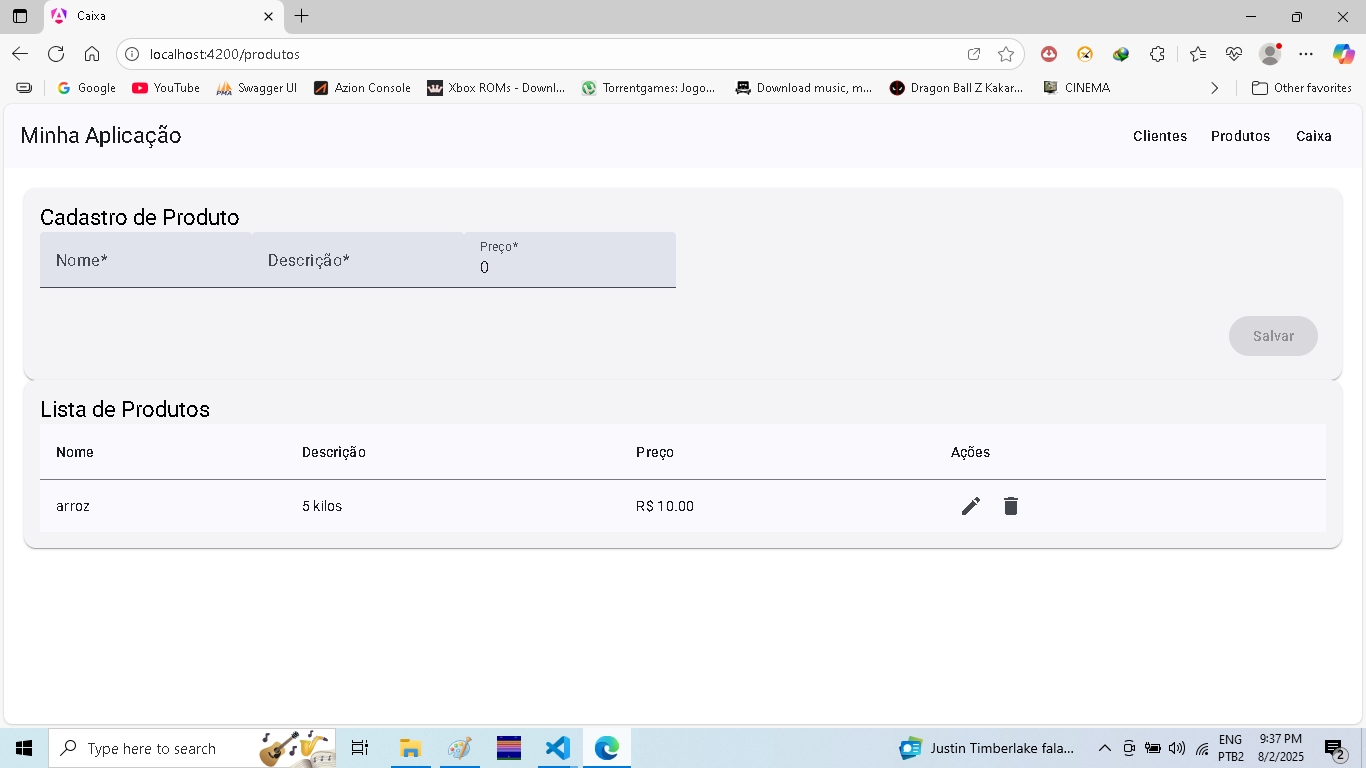 Caixa
localhost:4200/produtos
Google YouTube Swagger UI Azion Console Xbox ROMs - Downl... Torrentgames: Jogo... Download music, m... Dragon Ball Z Kakar... CINEMA Other favorites
Minha Aplicação Clientes Produtos Caixa
Cadastro de Produto
Nome* Descrição* Preço*
0
Salvar
Lista de Produtos
Nome Descrição Preço Ações
arroz 5 kilos R$ 10.00
Type here to search Justin Timberlake fala... ENG 9:37 PM
PTB2 8/2/2025 2